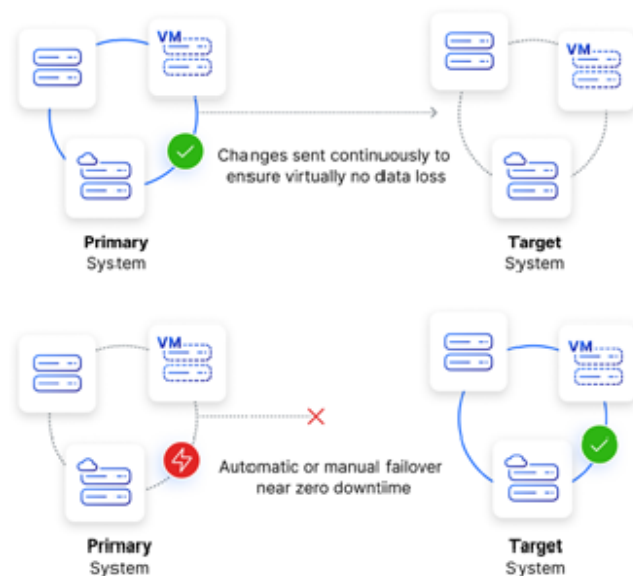 VM
VM
Changes sent continuously to
ensure virtually no data loss
Primary
System
Target
System
VM
VM
Automatic or manual failover
near zero downtime
Primary
System
Target
System